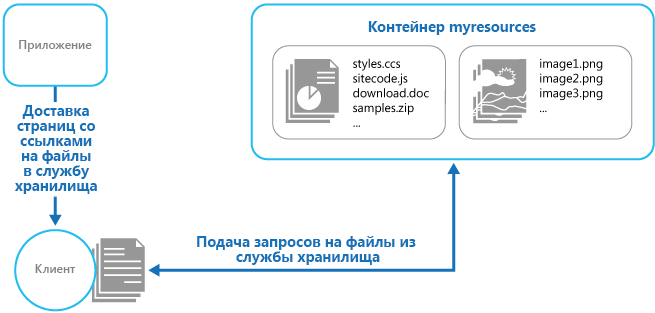 Приложение
Контейнер myresources
styles.ccs
sitecode.js
download.doc
samples.zip
...
image1.png
image2.png
image3.png
...
Доставка
страниц со
ссылками
на файлы
в службу
хранилища
Клиент
Подача запросов на файлы из
службы хранилища